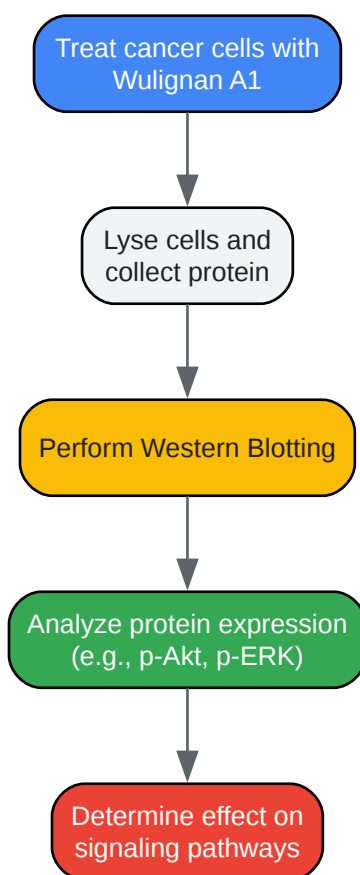 Treat cancer cells with
Wulignan A1
Lyse cells and
collect protein
Perform Western Blotting
Analyze protein expression
(e.g., p-Akt, p-ERK)
Determine effect on
signaling pathways